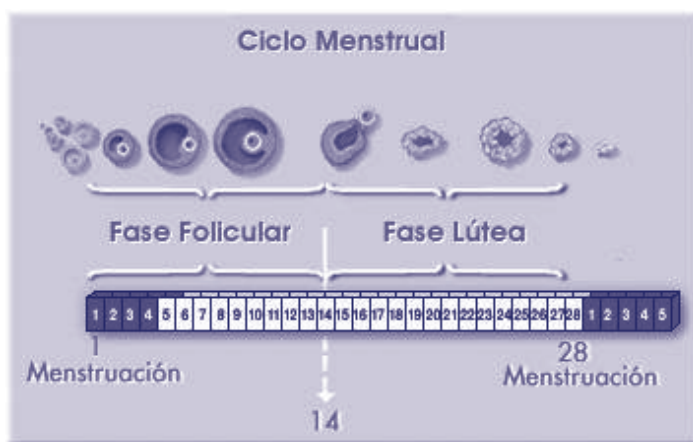 Ciclo Menstrual
Fase Folicular
Fase Lútea
1 2 3 4 5 6 7 8 9 10 11 12 13 14 15 16 17 18 19 20 21 22 23 24 25 26 27 28 1 2 3 4 5
1
Menstruación
28
Menstruación
14